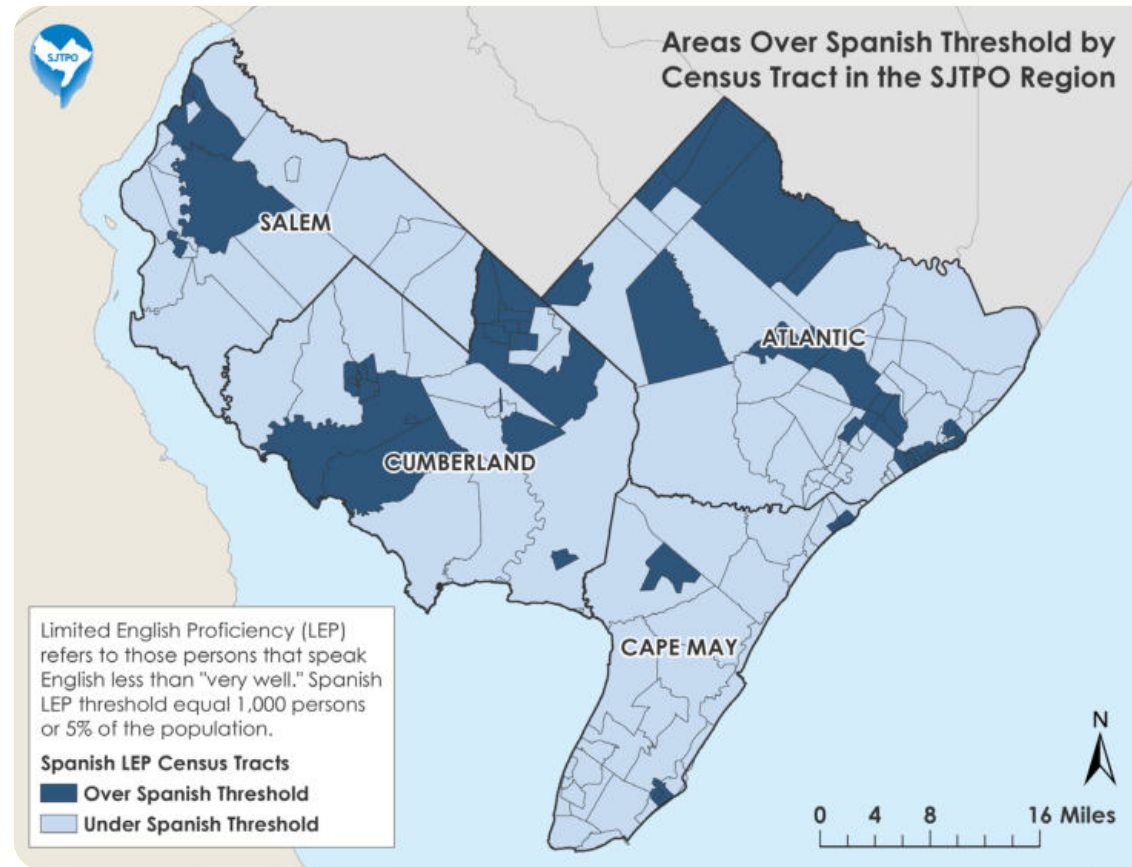 SJTPO
Areas Over Spanish Threshold by
Census Tract in the SJTPO Region
SALEM
ATLANTIC
CUMBERLAND
CAPE MAY
Limited English Proficiency (LEP)
refers to those persons that speak
English less than "very well." Spanish
LEP threshold equal 1,000 persons
or 5% of the population.
Spanish LEP Census Tracts
Over Spanish Threshold
Under Spanish Threshold
N
0 4 8 16 Miles